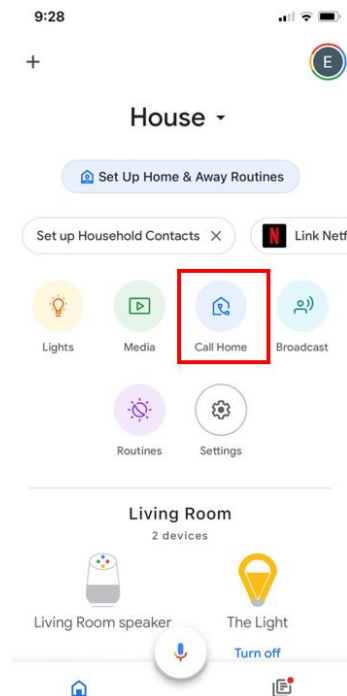 9:28
E
House
Set Up Home & Away Routines
Set up Household Contacts
N
Link Netf
Lights
Media
Call Home
Broadcast
Routines
Settings
Living Room
2 devices
Living Room speaker
The Light
Turn off